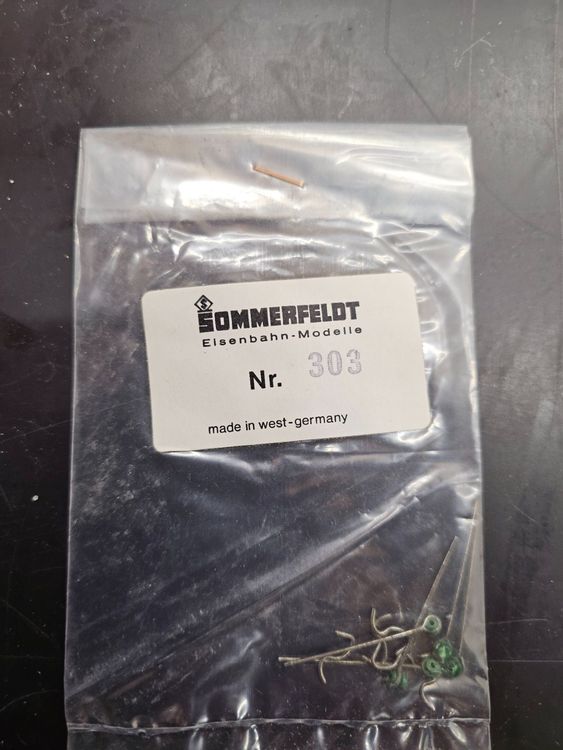 S
SOMMERFELDT
Eisenbahn-Modelle
Nr. 303
made in west-germany